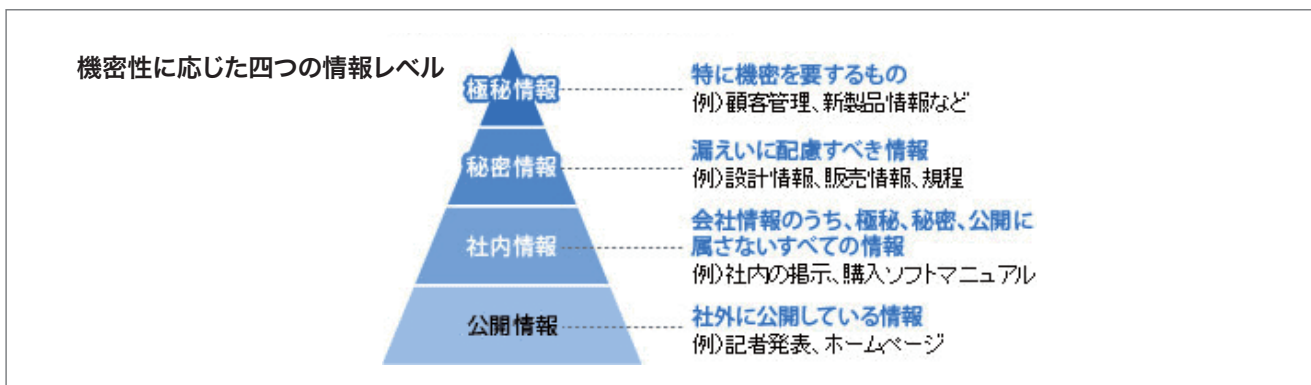 機密性に応じた四つの情報レベル
極秘情報
特に機密を要するもの
例)顧客管理、新製品情報など
秘密情報
漏えいに配慮すべき情報
例)設計情報、販売情報、規程
社内情報
会社情報のうち、極秘、秘密、公開に
属さないすべての情報
例)社内の掲示、購入ソフトマニュアル
公開情報
社外に公開している情報
例)記者発表、ホームページ